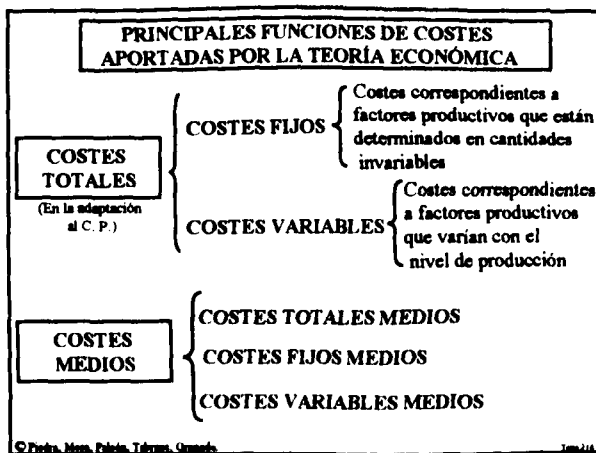 PRINCIPALES FUNCIONES DE COSTES
APORTADAS POR LA TEORÍA ECONÓMICA
COSTES
TOTALES
(En la adaptación
al C. P.)
COSTES FIJOS
Costes correspondientes a
factores productivos que están
determinados en cantidades
invariables
COSTES VARIABLES
Costes correspondientes
a factores productivos
que varían con el
nivel de producción
COSTES
MEDIOS
COSTES TOTALES MEDIOS
COSTES FIJOS MEDIOS
COSTES VARIABLES MEDIOS
©